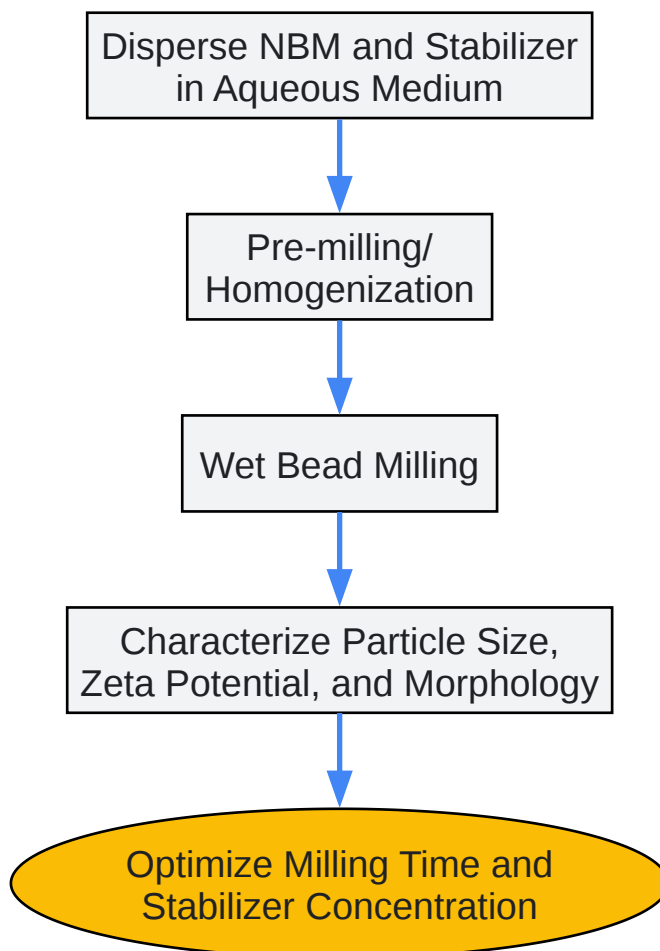 Disperse NBM and Stabilizer
in Aqueous Medium
Pre-milling/
Homogenization
Wet Bead Milling
Characterize Particle Size,
Zeta Potential, and Morphology
Optimize Milling Time and
Stabilizer Concentration